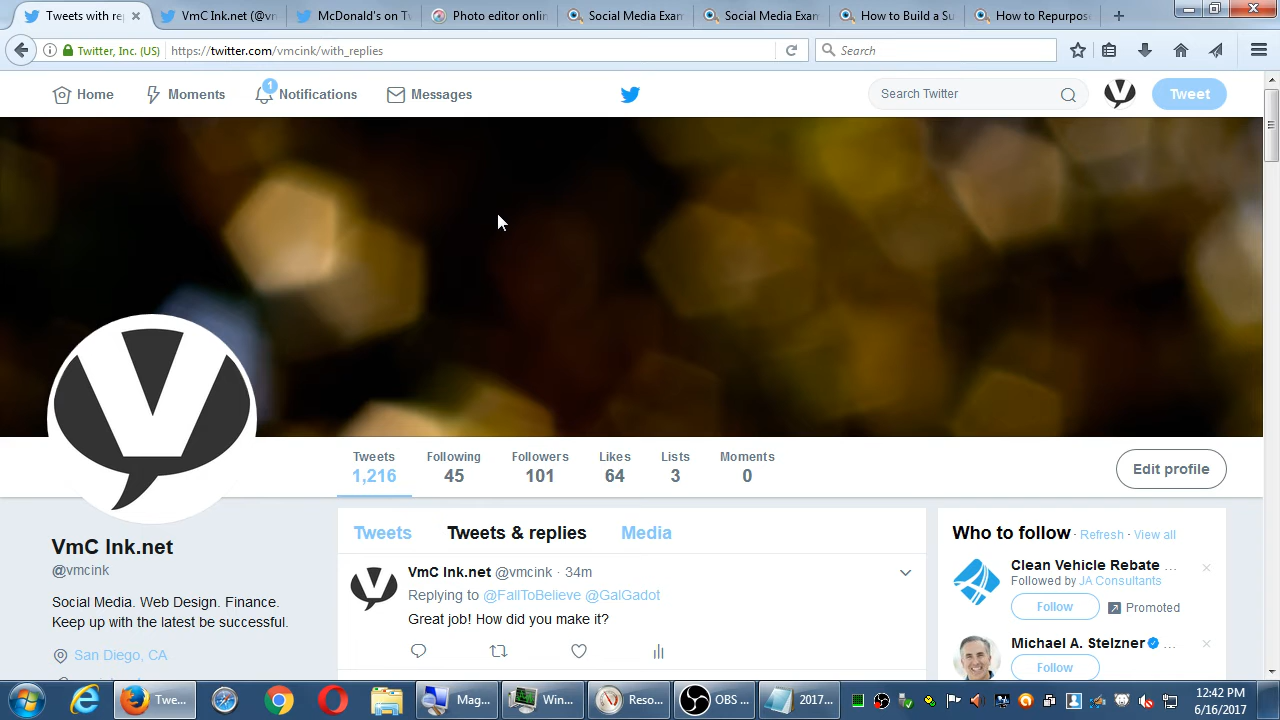 Tweets with rep
VmC Ink.net (@vm
McDonald's on Tw
Photo editor onlin
Social Media Exam
Social Media Exam
How to Build a Su
How to Repurpos
Twitter, Inc. (US)
https://twitter.com/vmcink/with_replies
Search
Home
Moments
1
Notifications
Messages
Search Twitter
Tweet
Tweets
1,216
Following
45
Followers
101
Likes
64
Lists
3
Moments
0
Edit profile
VmC Ink.net
@vmcink
Social Media. Web Design. Finance.
Keep up with the latest be successful.
San Diego, CA
Tweets
Tweets & replies
Media
VmC Ink.net @vmcink · 34m
Replying to @FallToBelieve @GalGadot
Great job! How did you make it?
Who to follow · Refresh · View all
Clean Vehicle Rebate ...
Followed by JA Consultants
Follow
Promoted
Michael A. Stelzner ...
Follow
Twe...
Mag...
Win...
Reso...
OBS ...
2017...
12:42 PM
6/16/2017